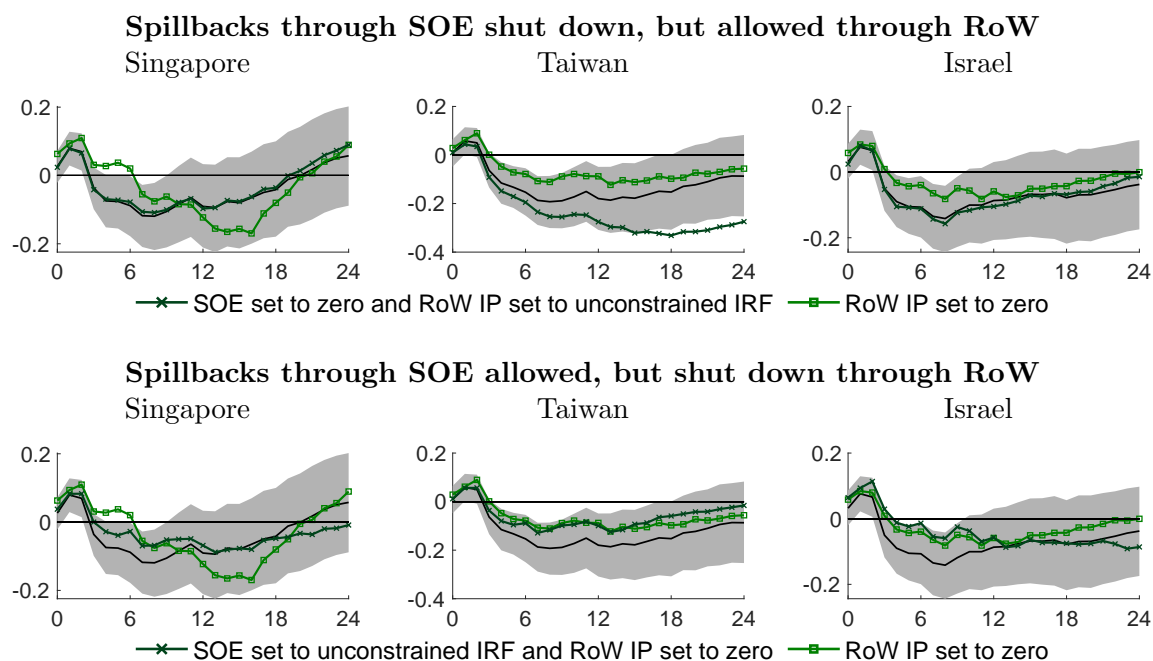 Spillbacks through SOE shut down, but allowed through RoW
Singapore Taiwan Israel
0.2 0.2 0.2
0 0 0
-0.2 -0.2 -0.2
-0.4
0 6 12 18 24 0 6 12 18 24 0 6 12 18 24
SOE set to zero and RoW IP set to unconstrained IRF RoW IP set to zero
Spillbacks through SOE allowed, but shut down through RoW
Singapore Taiwan Israel
0.2 0.2 0.2
0 0 0
-0.2 -0.2 -0.2
-0.4
0 6 12 18 24 0 6 12 18 24 0 6 12 18 24
SOE set to unconstrained IRF and RoW IP set to zero RoW IP set to zero